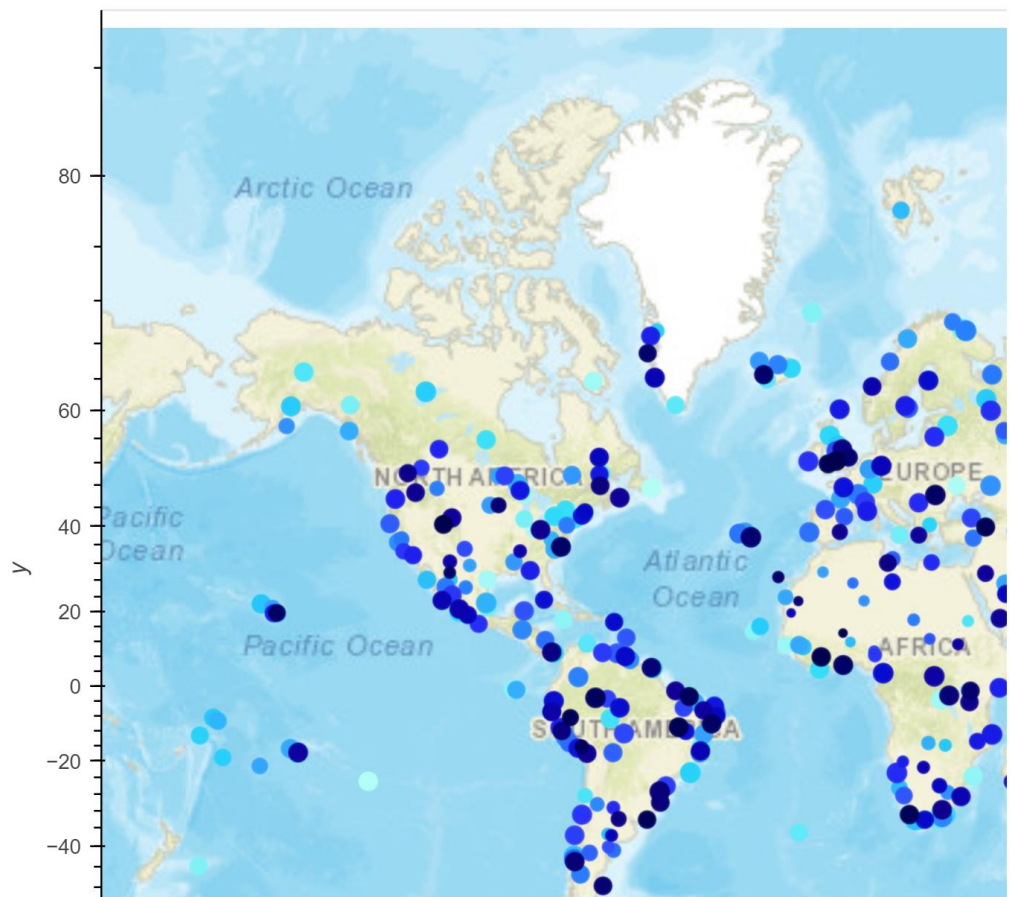 80
Arctic Ocean
60
NORTH AMERICA
EUROPE
Pacific
Ocean
40
Atlantic
Ocean
y
20
Pacific Ocean
AFRICA
0
SOUTH AMERICA
−20
−40